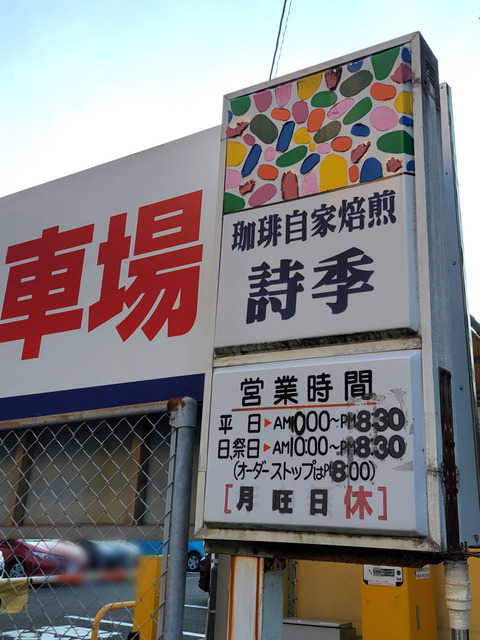 車場
珈琲自家焙煎
詩季
営業時間
平 日▶AM10:00〜PM8:30
日,祭日▶AM10:00〜PM8:30
(オーダーストップはPM8:00)
[月 曜 日 休]